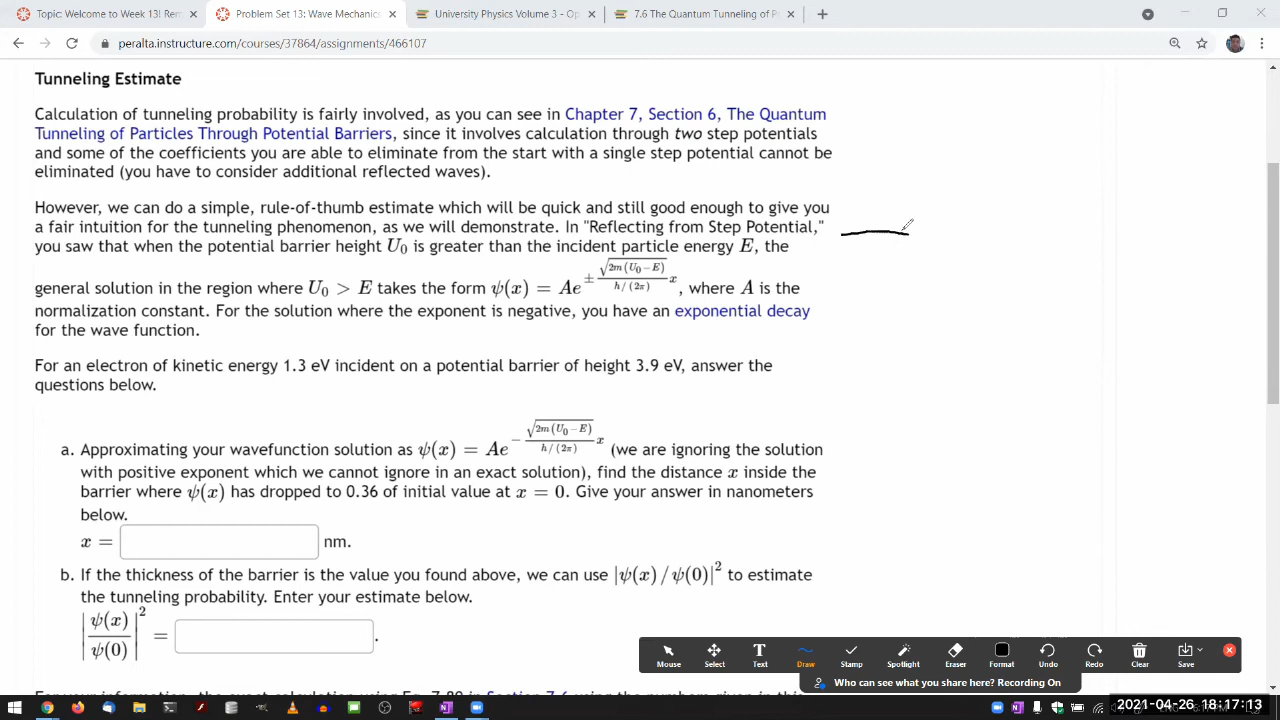 Topic: Welcome to Week 13! Rem
Problem Set 13: Wave Mechanics
University Physics Volume 3 - Op
7.6 The Quantum Tunneling of P
peralta.instructure.com/courses/37864/assignments/466107
Tunneling Estimate
Calculation of tunneling probability is fairly involved, as you can see in Chapter 7, Section 6, The Quantum
Tunneling of Particles Through Potential Barriers, since it involves calculation through two step potentials
and some of the coefficients you are able to eliminate from the start with a single step potential cannot be
eliminated (you have to consider additional reflected waves).
However, we can do a simple, rule-of-thumb estimate which will be quick and still good enough to give you
a fair intuition for the tunneling phenomenon, as we will demonstrate. In "Reflecting from Step Potential,"
you saw that when the potential barrier height U₀ is greater than the incident particle energy E, the
general solution in the region where U₀ > E takes the form ψ(x) = Ae^{± √(2m(U₀−E)) / (h/(2π)) x}, where A is the
normalization constant. For the solution where the exponent is negative, you have an exponential decay
for the wave function.
For an electron of kinetic energy 1.3 eV incident on a potential barrier of height 3.9 eV, answer the
questions below.
a. Approximating your wavefunction solution as ψ(x) = Ae^{− √(2m(U₀−E)) / (h/(2π)) x} (we are ignoring the solution
with positive exponent which we cannot ignore in an exact solution), find the distance x inside the
barrier where ψ(x) has dropped to 0.36 of initial value at x = 0. Give your answer in nanometers
below.
x = nm.
b. If the thickness of the barrier is the value you found above, we can use |ψ(x)/ψ(0)|² to estimate
the tunneling probability. Enter your estimate below.
|ψ(x)/ψ(0)|² = .
Mouse Select Text Draw Stamp Spotlight Eraser Format Undo Redo Clear Save
Who can see what you share here? Recording On
2021-04-26 18:17:13